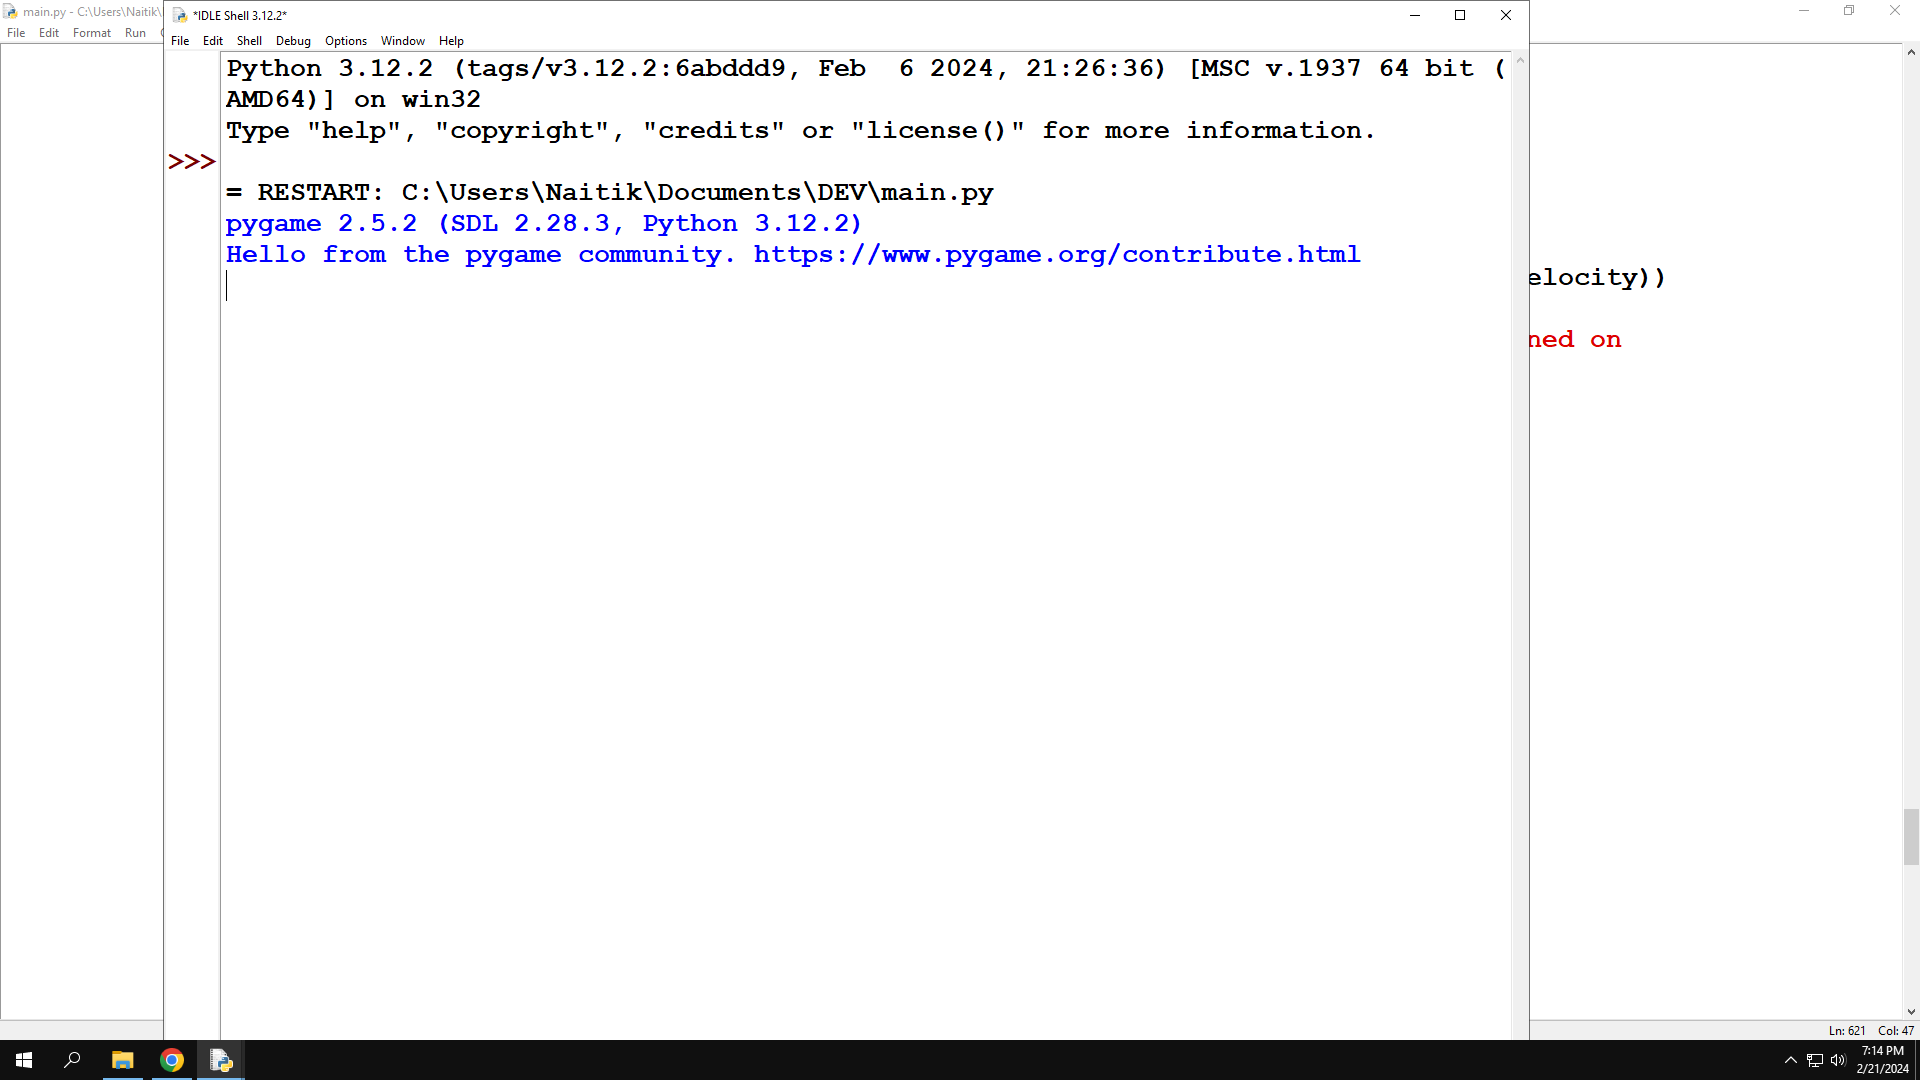 main.py - C:\Users\Naitik\
File Edit Format Run
*IDLE Shell 3.12.2*
File Edit Shell Debug Options Window Help
Python 3.12.2 (tags/v3.12.2:6abddd9, Feb  6 2024, 21:26:36) [MSC v.1937 64 bit (
AMD64)] on win32
Type "help", "copyright", "credits" or "license()" for more information.
>>>
= RESTART: C:\Users\Naitik\Documents\DEV\main.py
pygame 2.5.2 (SDL 2.28.3, Python 3.12.2)
Hello from the pygame community. https://www.pygame.org/contribute.html
elocity))
ned on
Ln: 621 Col: 47
7:14 PM
2/21/2024